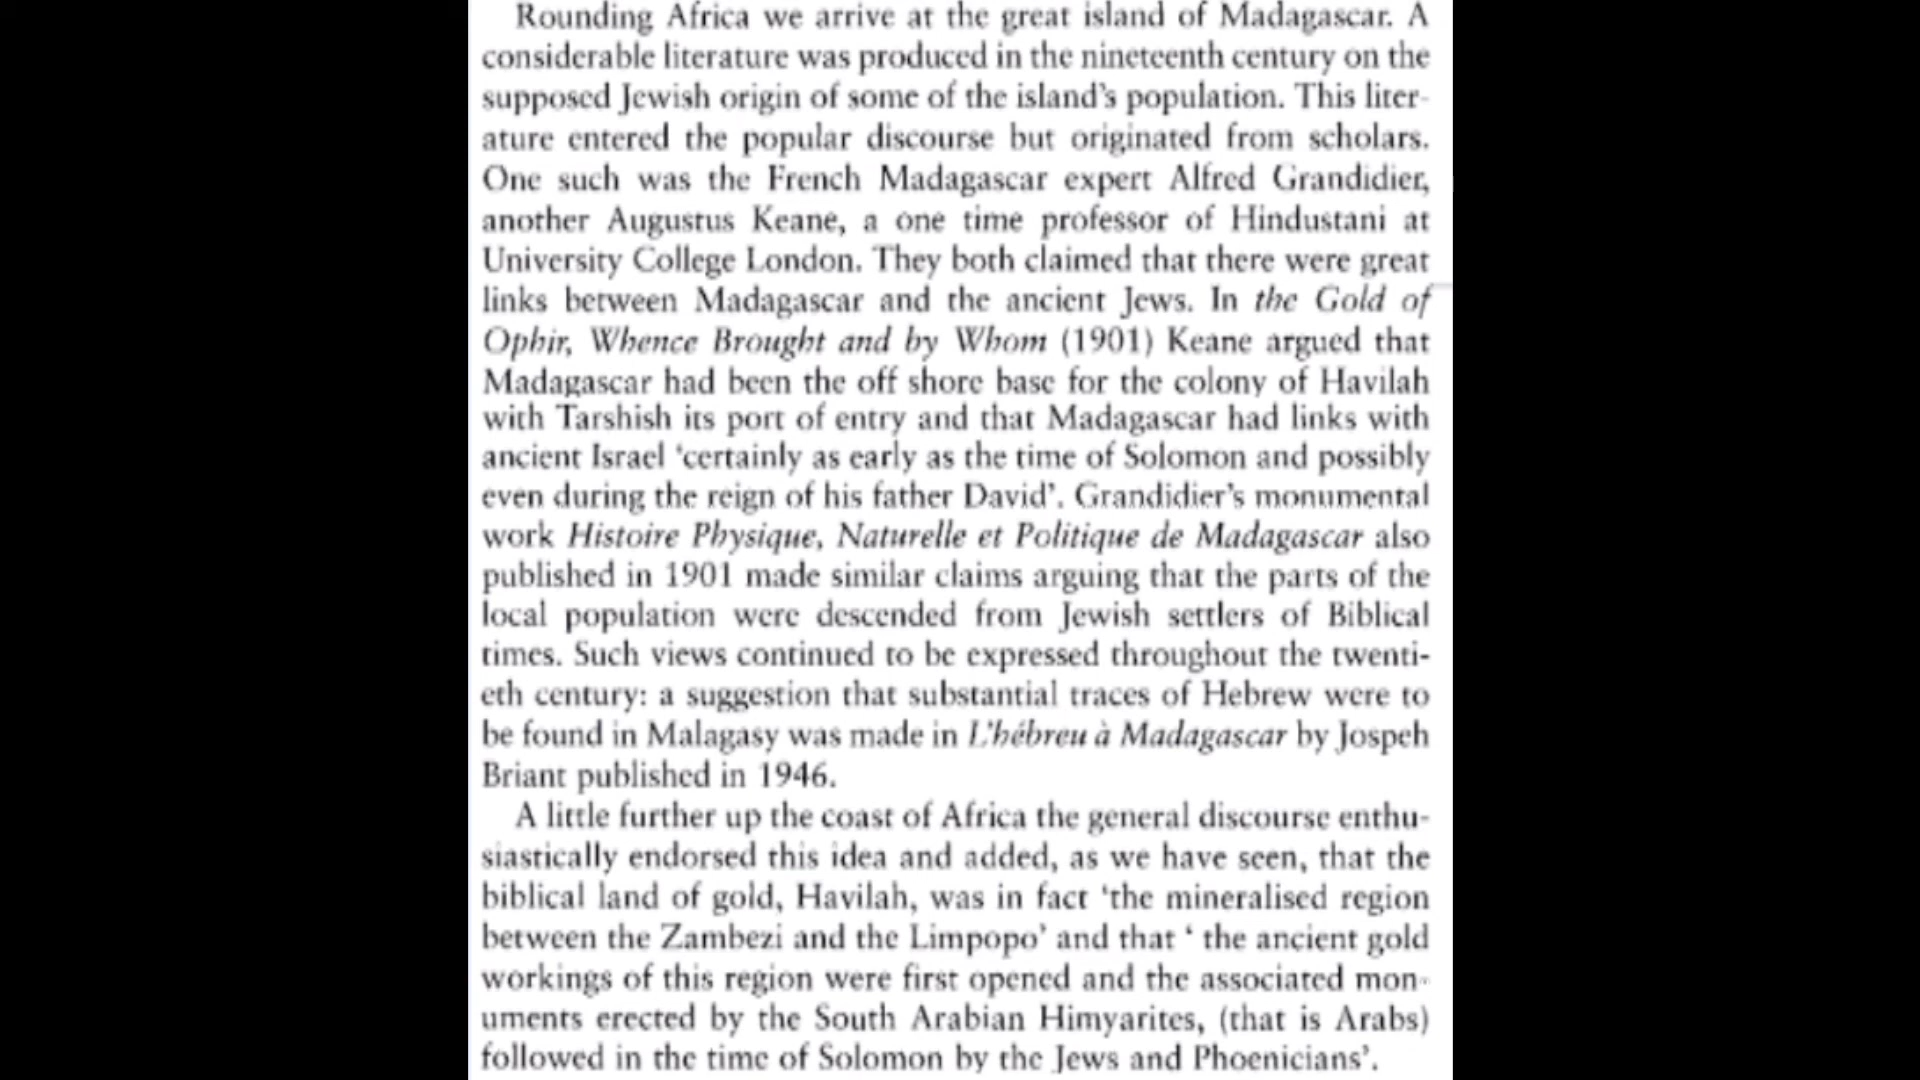 Rounding Africa we arrive at the great island of Madagascar. A
considerable literature was produced in the nineteenth century on the
supposed Jewish origin of some of the island's population. This liter-
ature entered the popular discourse but originated from scholars.
One such was the French Madagascar expert Alfred Grandidier,
another Augustus Keane, a one time professor of Hindustani at
University College London. They both claimed that there were great
links between Madagascar and the ancient Jews. In the Gold of
Ophir, Whence Brought and by Whom (1901) Keane argued that
Madagascar had been the off shore base for the colony of Havilah
with Tarshish its port of entry and that Madagascar had links with
ancient Israel 'certainly as early as the time of Solomon and possibly
even during the reign of his father David'. Grandidier's monumental
work Histoire Physique, Naturelle et Politique de Madagascar also
published in 1901 made similar claims arguing that the parts of the
local population were descended from Jewish settlers of Biblical
times. Such views continued to be expressed throughout the twenti-
eth century: a suggestion that substantial traces of Hebrew were to
be found in Malagasy was made in L'hébreu à Madagascar by Jospeh
Briant published in 1946.
A little further up the coast of Africa the general discourse enthu-
siastically endorsed this idea and added, as we have seen, that the
biblical land of gold, Havilah, was in fact 'the mineralised region
between the Zambezi and the Limpopo' and that ' the ancient gold
workings of this region were first opened and the associated mon-
uments erected by the South Arabian Himyarites, (that is Arabs)
followed in the time of Solomon by the Jews and Phoenicians'.